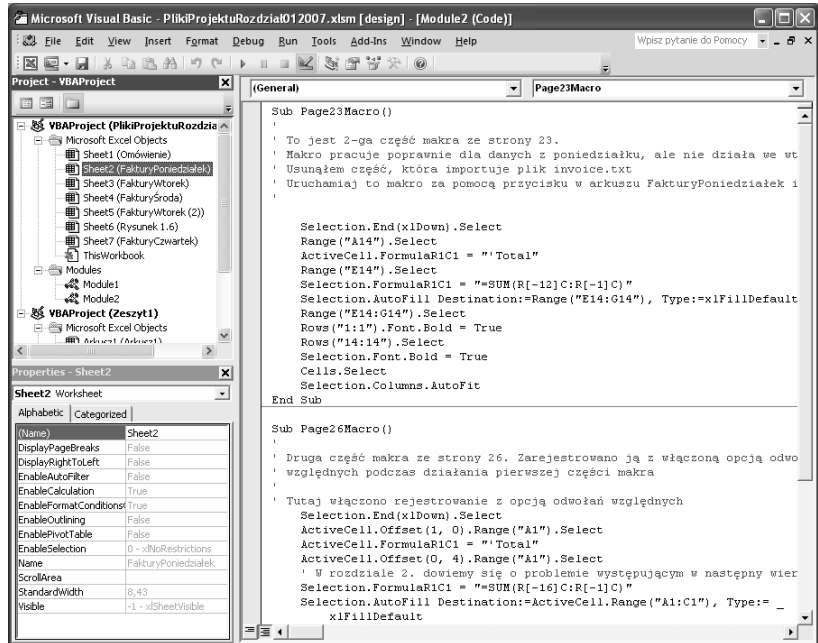 Microsoft Visual Basic - PlikiProjektuRozdział012007.xlsm [design] - [Module2 (Code)]
File Edit View Insert Format Debug Run Tools Add-Ins Window Help
Wpisz pytanie do Pomocy
Project - VBAProject
VBAProject (PlikiProjektuRozdzia
Microsoft Excel Objects
Sheet1 (Omówienie)
Sheet2 (FakturyPoniedziałek)
Sheet3 (FakturyWtorek)
Sheet4 (FakturyŚroda)
Sheet5 (FakturyWtorek (2))
Sheet6 (Rysunek 1.6)
Sheet7 (FakturyCzwartek)
ThisWorkbook
Modules
Module1
Module2
VBAProject (Zeszyt1)
Microsoft Excel Objects
Arkusz1 (Arkusz1)
Properties - Sheet2
Sheet2 Worksheet
Alphabetic Categorized
(Name) Sheet2
DisplayPageBreaks False
DisplayRightToLeft False
EnableAutoFilter False
EnableCalculation True
EnableFormatConditions True
EnableOutlining False
EnablePivotTable False
EnableSelection 0 - xlNoRestrictions
Name FakturyPoniedziałek
ScrollArea
StandardWidth 8,43
Visible -1 - xlSheetVisible
(General) Page23Macro
Sub Page23Macro()
'
' To jest 2-ga część makra ze strony 23.
' Makro pracuje poprawnie dla danych z poniedziałku, ale nie działa we wt
' Usunąłem część, która importuje plik invoice.txt
' Uruchamiaj to makro za pomocą przycisku w arkuszu FakturyPoniedziałek i
'
Selection.End(xlDown).Select
Range("A14").Select
ActiveCell.FormulaR1C1 = "'Total"
Range("E14").Select
Selection.FormulaR1C1 = "=SUM(R[-12]C:R[-1]C)"
Selection.AutoFill Destination:=Range("E14:G14"), Type:=xlFillDefault
Range("E14:G14").Select
Rows("1:1").Font.Bold = True
Rows("14:14").Select
Selection.Font.Bold = True
Cells.Select
Selection.Columns.AutoFit
End Sub
Sub Page26Macro()
'
' Druga część makra ze strony 26. Zarejestrowano ją z włączoną opcją odwo
' względnych podczas działania pierwszej części makra
'
' Tutaj włączono rejestrowanie z opcją odwołań względnych
Selection.End(xlDown).Select
ActiveCell.Offset(1, 0).Range("A1").Select
ActiveCell.FormulaR1C1 = "'Total"
ActiveCell.Offset(0, 4).Range("A1").Select
' W rozdziale 2. dowiemy się o problemie występującym w następny wier
Selection.FormulaR1C1 = "=SUM(R[-16]C:R[-1]C)"
Selection.AutoFill Destination:=ActiveCell.Range("A1:C1"), Type:= _
xlFillDefault